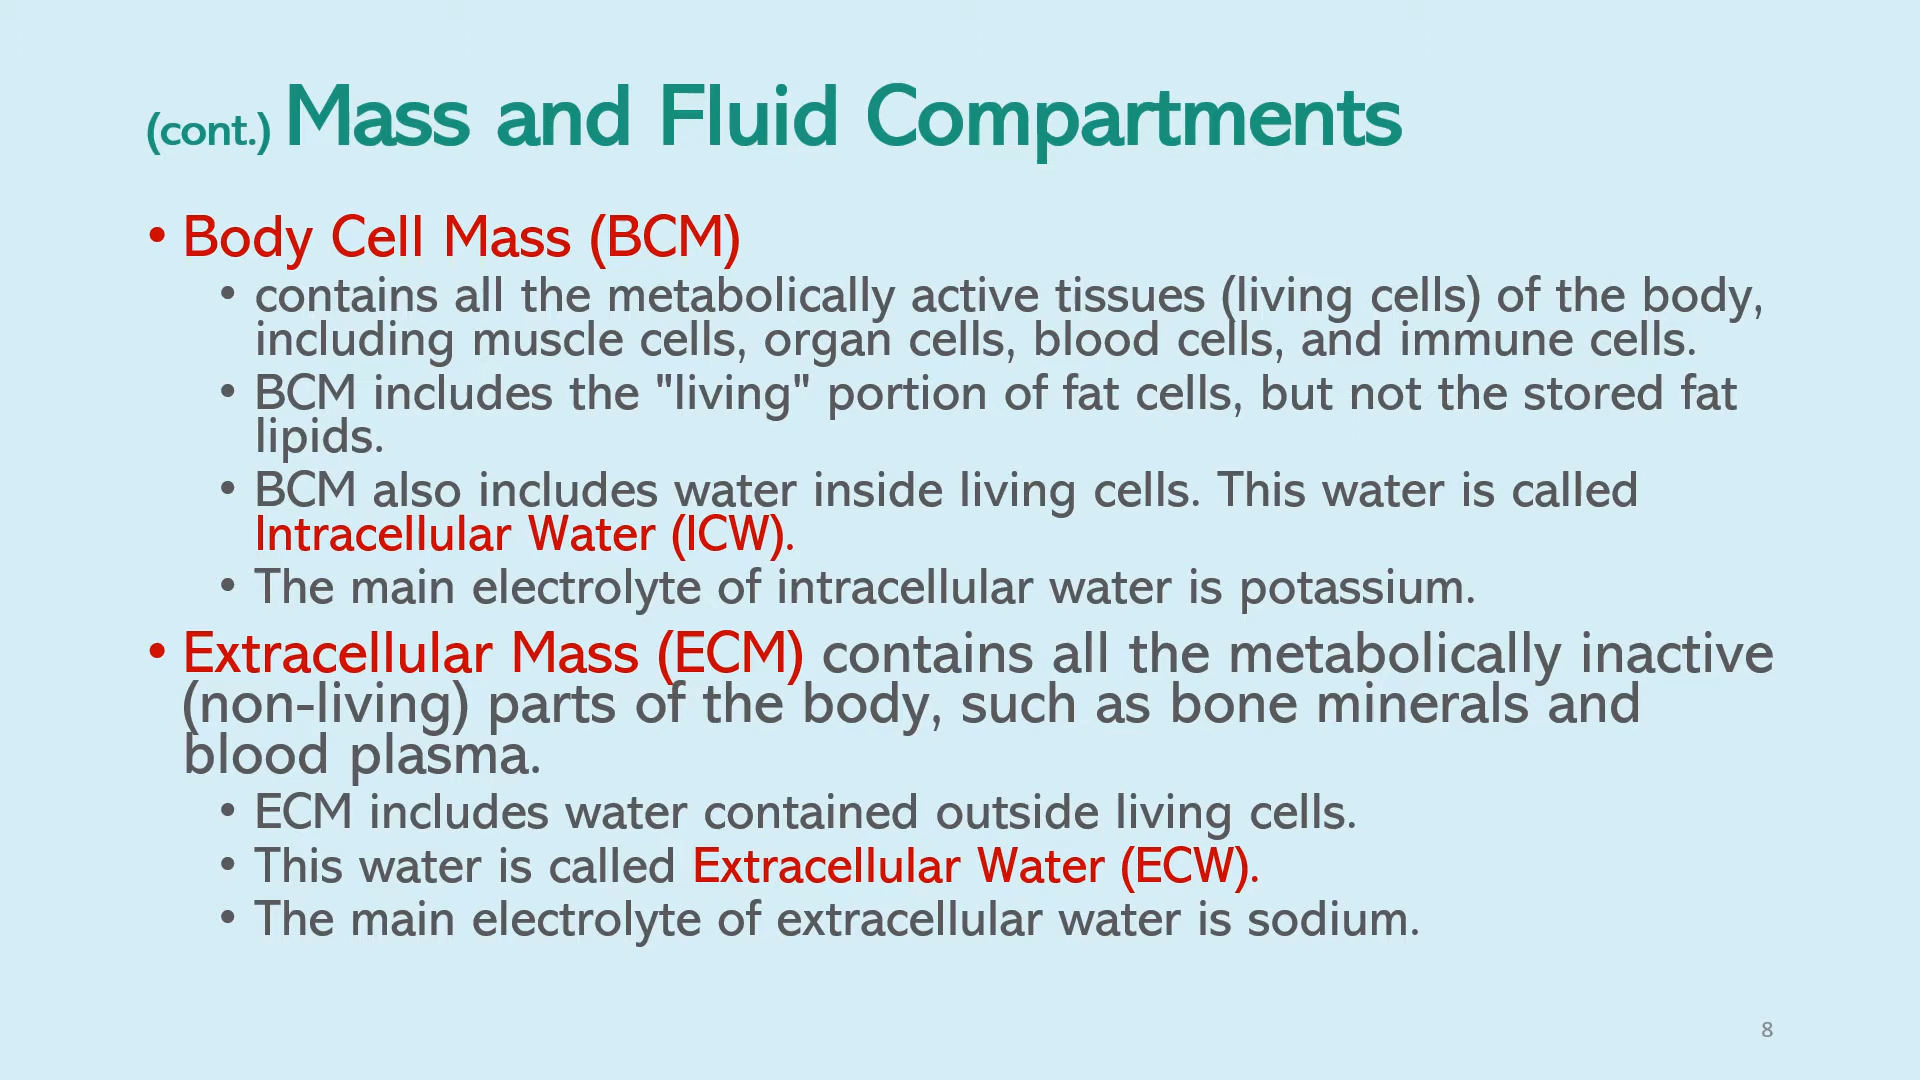 (cont.) Mass and Fluid Compartments
• Body Cell Mass (BCM)
• contains all the metabolically active tissues (living cells) of the body,
including muscle cells, organ cells, blood cells, and immune cells.
• BCM includes the "living" portion of fat cells, but not the stored fat
lipids.
• BCM also includes water inside living cells. This water is called
Intracellular Water (ICW).
• The main electrolyte of intracellular water is potassium.
• Extracellular Mass (ECM) contains all the metabolically inactive
(non-living) parts of the body, such as bone minerals and
blood plasma.
• ECM includes water contained outside living cells.
• This water is called Extracellular Water (ECW).
• The main electrolyte of extracellular water is sodium.
8